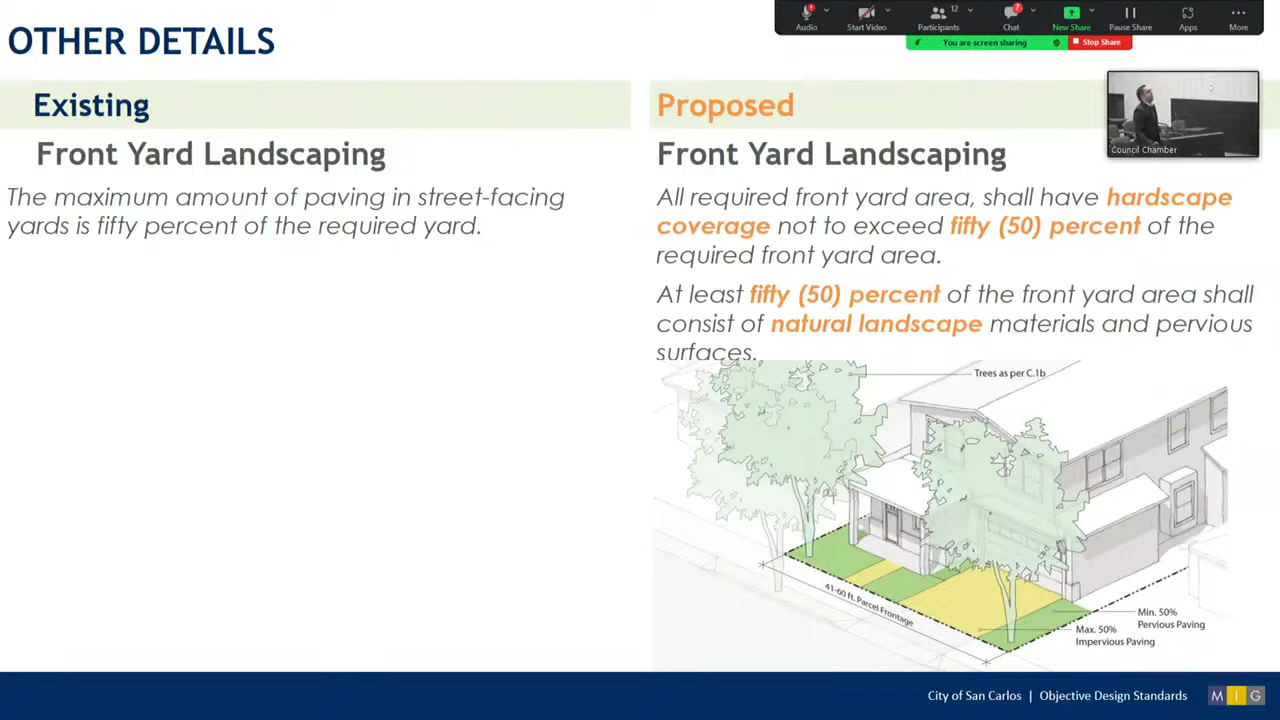 OTHER DETAILS
Audio
Start Video
12
Participants
7
Chat
New Share
Pause Share
Apps
More
You are screen sharing
Stop Share
Existing
Front Yard Landscaping
The maximum amount of paving in street-facing
yards is fifty percent of the required yard.
Proposed
Front Yard Landscaping
All required front yard area, shall have hardscape
coverage not to exceed fifty (50) percent of the
required front yard area.
At least fifty (50) percent of the front yard area shall
consist of natural landscape materials and pervious
surfaces.
Council Chamber
Trees as per C.1b
41-60 ft. Parcel Frontage
Min. 50%
Pervious Paving
Max. 50%
Impervious Paving
City of San Carlos | Objective Design Standards
MIG